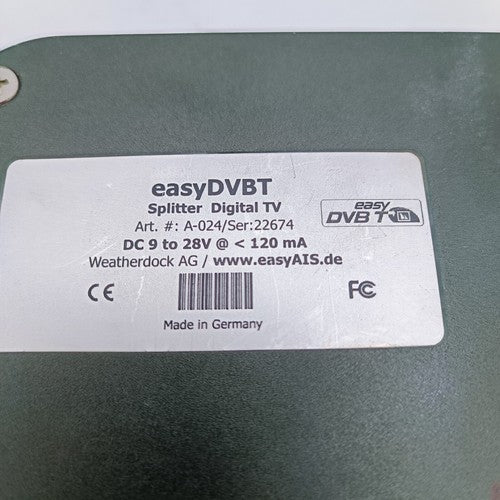 easyDVBT
Splitter Digital TV
Art. #: A-024/Ser:22674
DC 9 to 28V @ < 120 mA
Weatherdock AG / www.easyAIS.de
CE
FC
Made in Germany
easy
DVB T